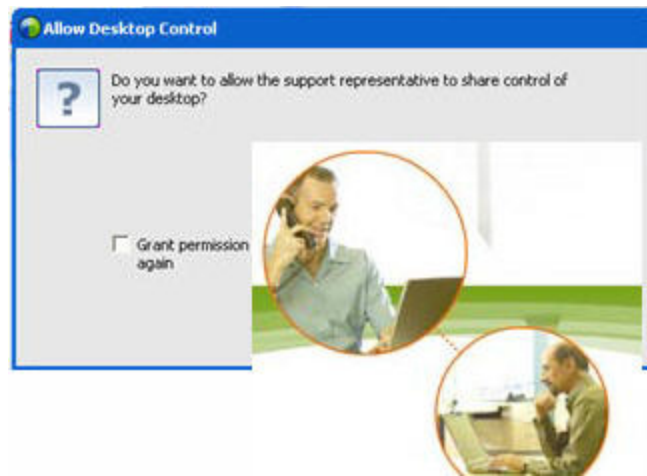 Allow Desktop Control
Do you want to allow the support representative to share control of
your desktop?
Grant permission
again